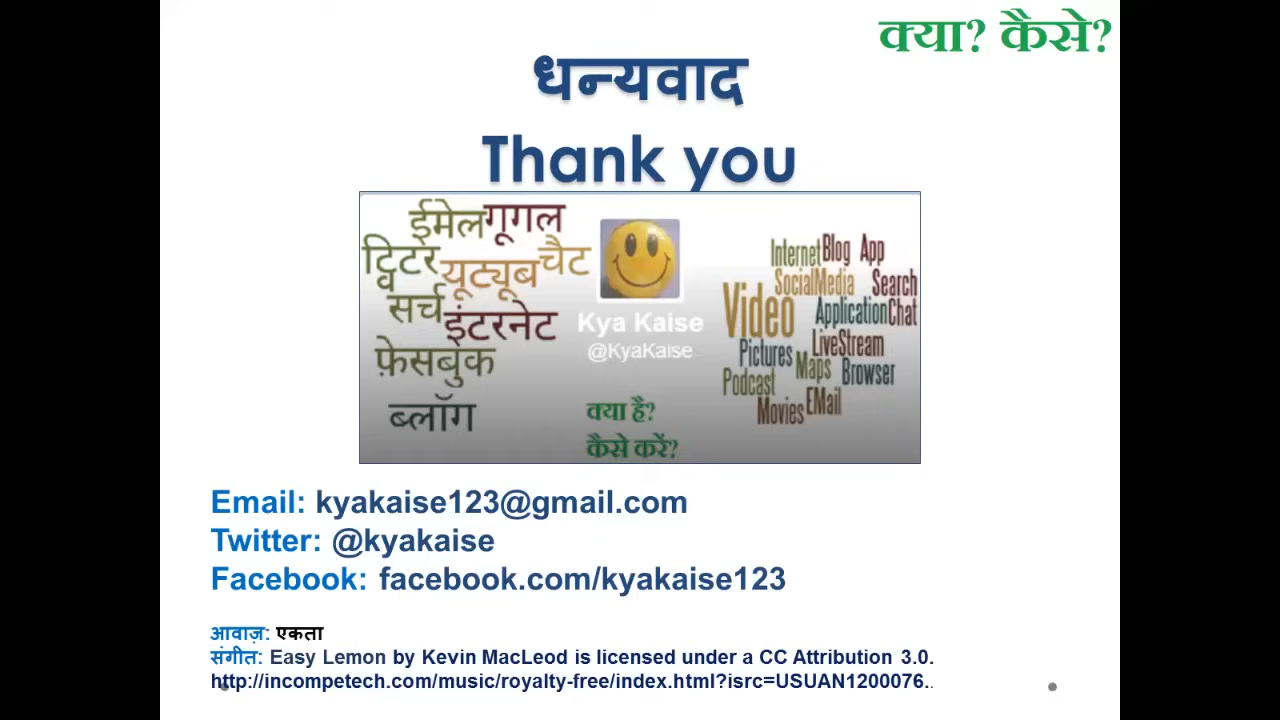 क्या? कैसे?
धन्यवाद
Thank you
ईमेल गूगल
ट्विटर यूट्यूब चैट
सर्च इंटरनेट
फ़ेसबुक
ब्लॉग
Kya Kaise
@KyaKaise
क्या है?
कैसे करें?
Internet Blog App
SocialMedia Search
Video Application Chat
Pictures LiveStream
Podcast Maps Browser
Movies EMail
Email: kyakaise123@gmail.com
Twitter: @kyakaise
Facebook: facebook.com/kyakaise123
आवाज़: एकता
संगीत: Easy Lemon by Kevin MacLeod is licensed under a CC Attribution 3.0.
http://incompetech.com/music/royalty-free/index.html?isrc=USUAN1200076..